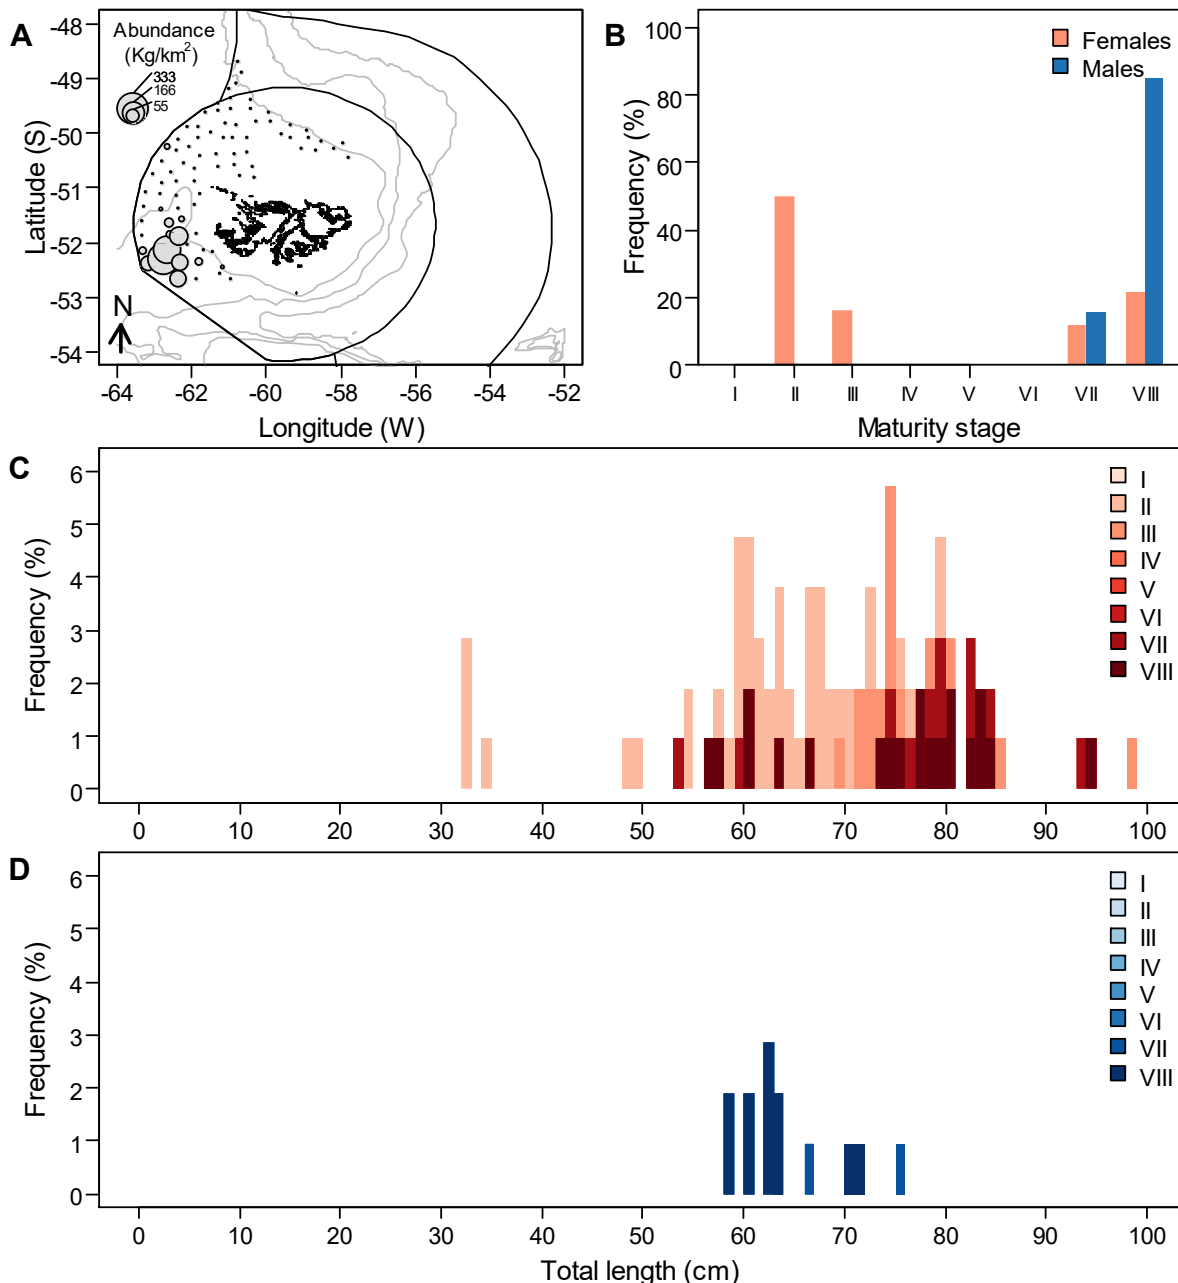 A
Abundance
(Kg/km²)
333
166
55
-48
-49
-50
-51
-52
-53
-54
Latitude (S)
N
-64
-62
-60
-58
-56
-54
-52
Longitude (W)
B
Females
Males
100
80
60
40
20
0
Frequency (%)
I
II
III
IV
V
VI
VII
VIII
Maturity stage
C
6
5
4
3
2
1
0
Frequency (%)
I
II
III
IV
V
VI
VII
VIII
0
10
20
30
40
50
60
70
80
90
100
D
6
5
4
3
2
1
0
Frequency (%)
I
II
III
IV
V
VI
VII
VIII
0
10
20
30
40
50
60
70
80
90
100
Total length (cm)